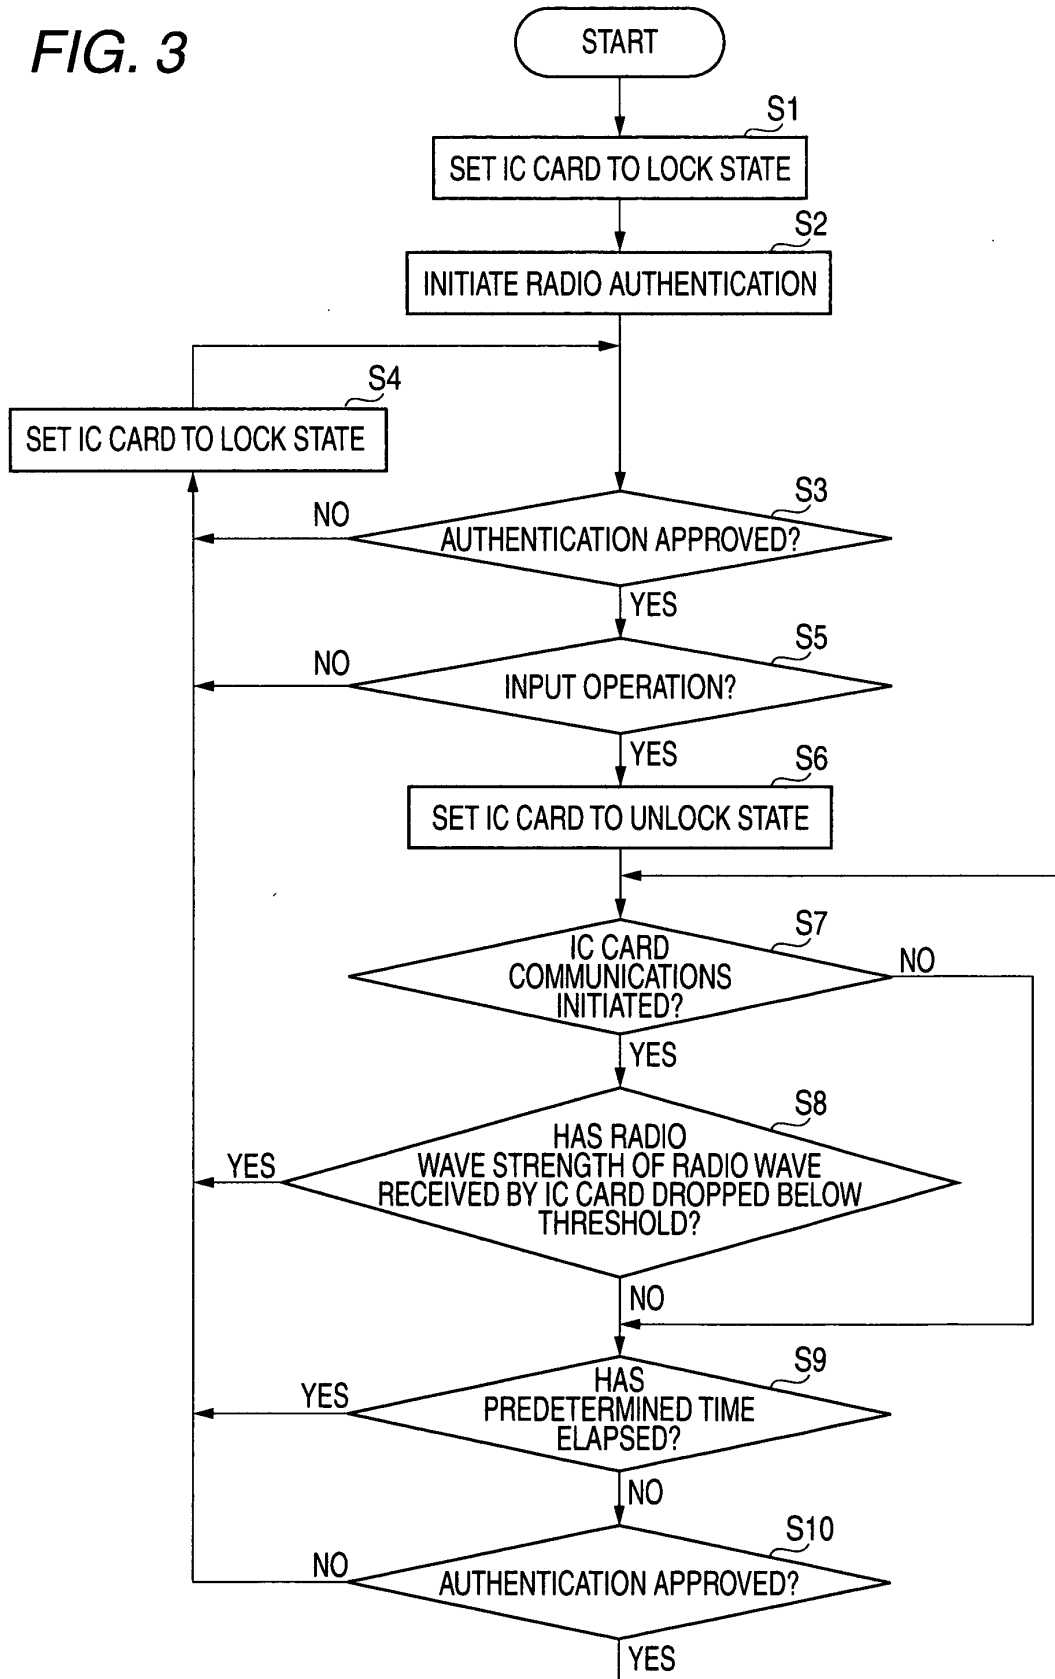 FIG. 3
START
S1
SET IC CARD TO LOCK STATE
S2
INITIATE RADIO AUTHENTICATION
S4
SET IC CARD TO LOCK STATE
S3
NO
AUTHENTICATION APPROVED?
YES
S5
NO
INPUT OPERATION?
YES
S6
SET IC CARD TO UNLOCK STATE
S7
IC CARD
COMMUNICATIONS
INITIATED?
NO
YES
S8
HAS RADIO
WAVE STRENGTH OF RADIO WAVE
RECEIVED BY IC CARD DROPPED BELOW
THRESHOLD?
YES
NO
S9
HAS
PREDETERMINED TIME
ELAPSED?
YES
NO
S10
NO
AUTHENTICATION APPROVED?
YES